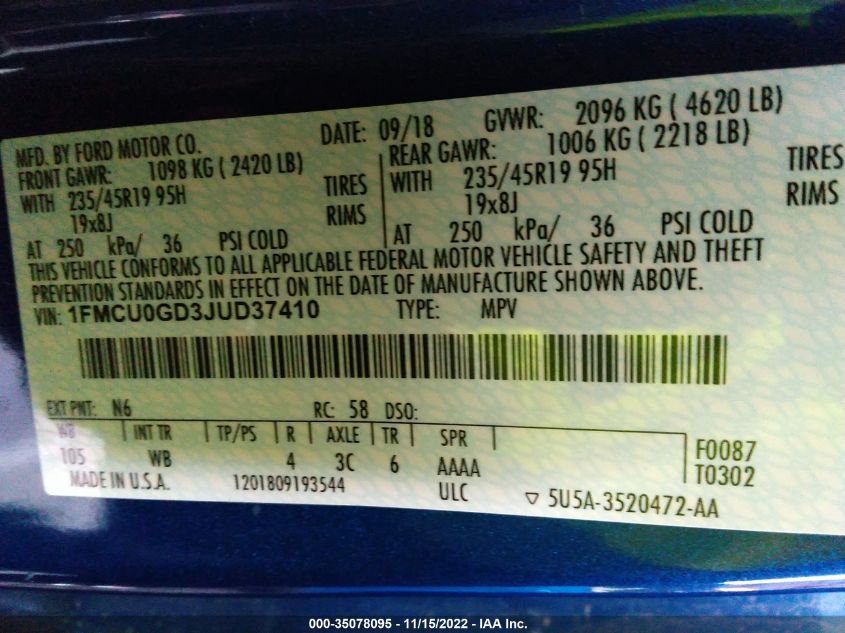 MFD. BY FORD MOTOR CO.
DATE: 09/18 GVWR: 2096 KG ( 4620 LB)
FRONT GAWR: 1098 KG ( 2420 LB)
REAR GAWR: 1006 KG ( 2218 LB)
WITH 235/45R19 95H TIRES
WITH 235/45R19 95H TIRES
19x8J RIMS
19x8J RIMS
AT 250 kPa/ 36 PSI COLD
AT 250 kPa/ 36 PSI COLD
THIS VEHICLE CONFORMS TO ALL APPLICABLE FEDERAL MOTOR VEHICLE SAFETY AND THEFT
PREVENTION STANDARDS IN EFFECT ON THE DATE OF MANUFACTURE SHOWN ABOVE.
VIN: 1FMCU0GD3JUD37410 TYPE: MPV
EXT PNT: N6 RC: 58 DSO:
WB INT TR TP/PS R AXLE TR SPR
105 WB 4 3C 6 AAAA
F0087
T0302
MADE IN U.S.A. 1201809193544 ULC
5U5A-3520472-AA
000-35078095 - 11/15/2022 - IAA Inc.